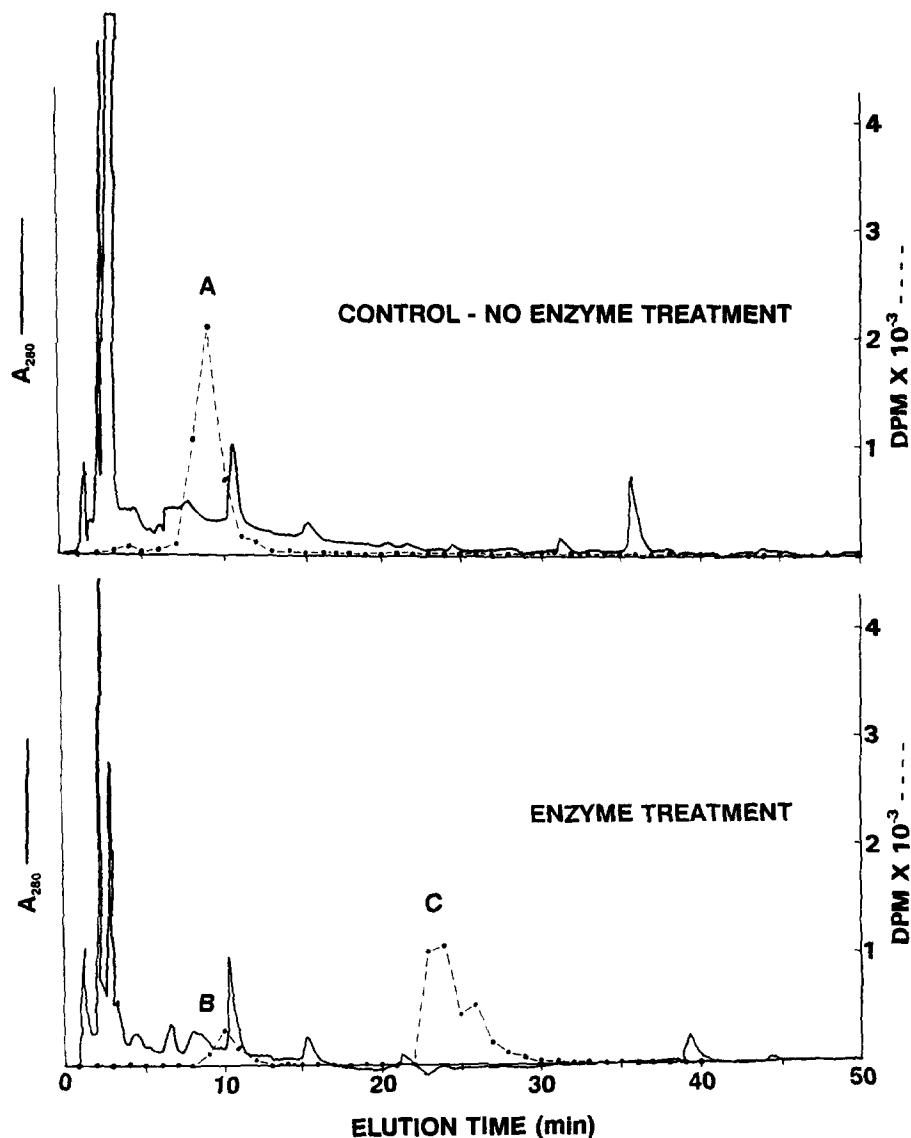 4
3
2
1
A
CONTROL - NO ENZYME TREATMENT
A280
DPM X 10-3 ----
4
3
2
1
ENZYME TREATMENT
C
B
A280
DPM X 10-3 ----
0 10 20 30 40 50
ELUTION TIME (min)